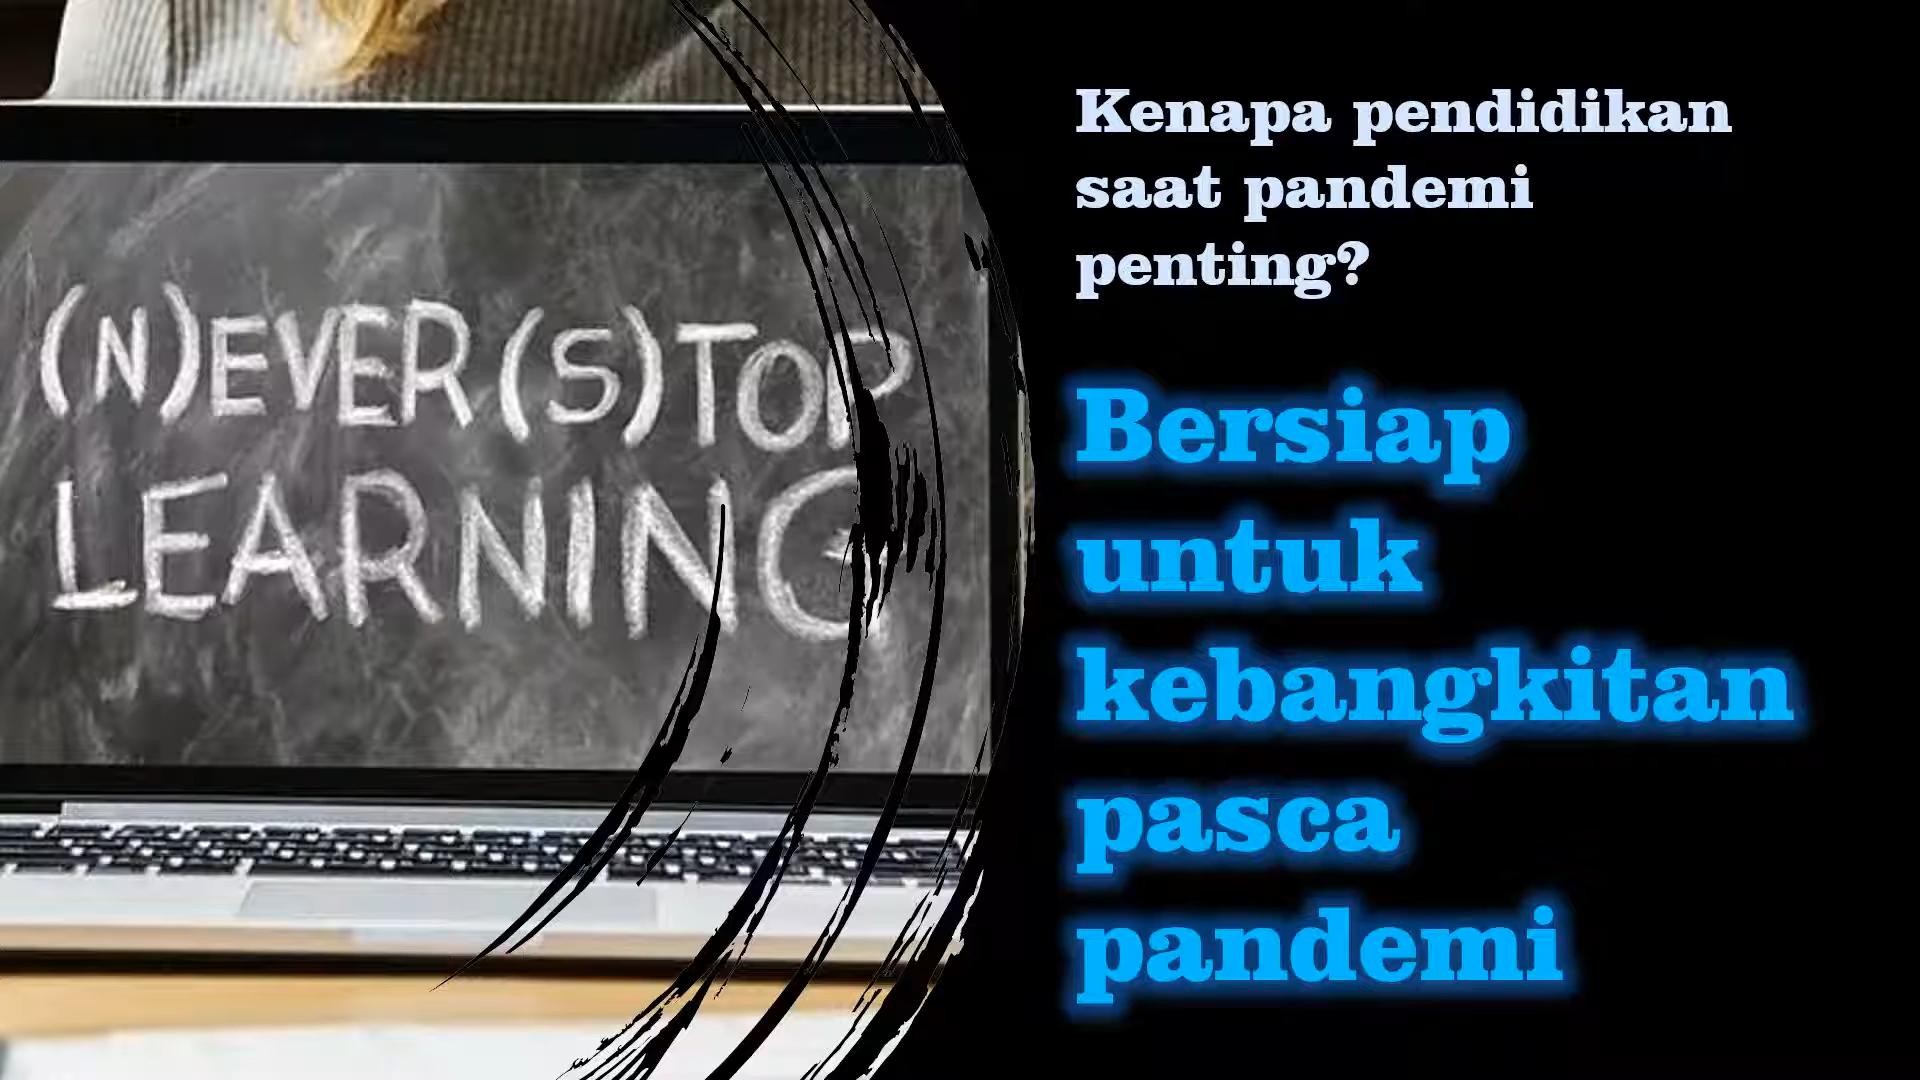 (N)EVER (S)TOP
LEARNING
Kenapa pendidikan
saat pandemi
penting?
Bersiap
untuk
kebangkitan
pasca
pandemi